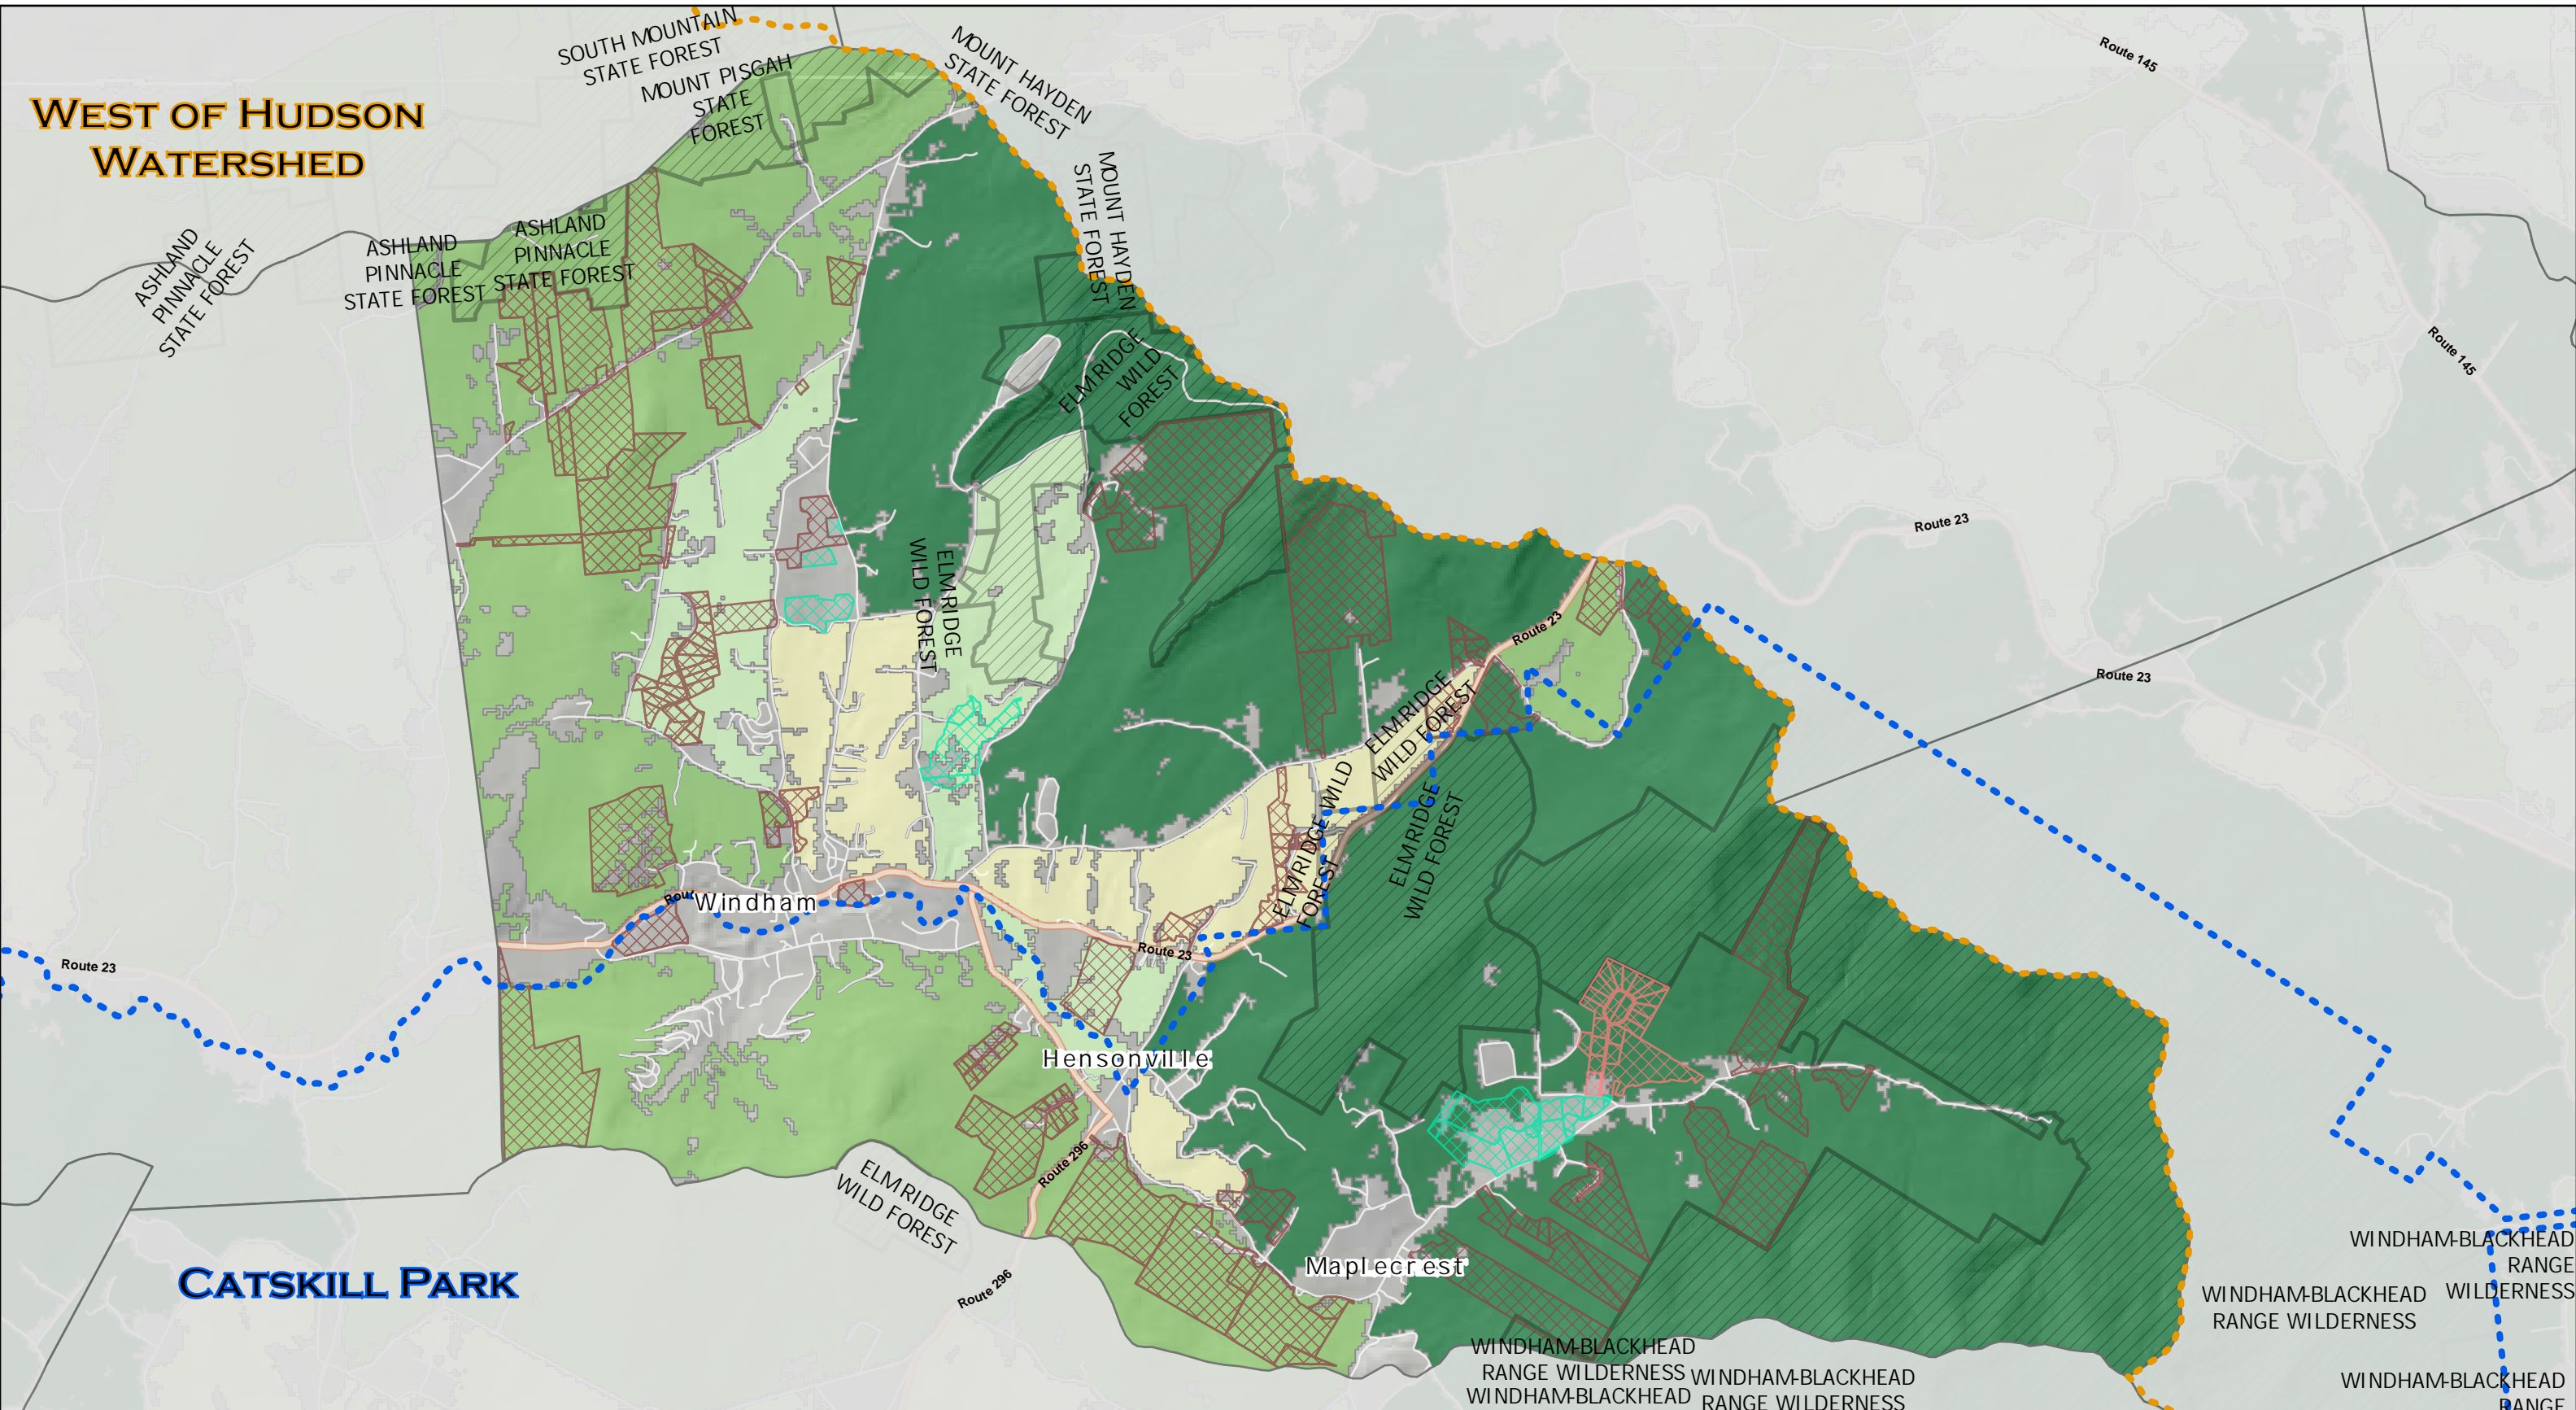 SOUTH MOUNTAIN
STATE FOREST
MOUNT PISGAH
STATE
FOREST
MOUNT HAYDEN
STATE FOREST
Route 145
WEST OF HUDSON
WATERSHED
MOUNT HAYDEN
STATE FOREST
ASHLAND
PINNACLE
STATE FOREST
ASHLAND
PINNACLE
STATE FOREST
ASHLAND
PINNACLE
STATE FOREST
ELMRIDGE
WILD
FOREST
Route 145
Route 23
ELMRIDGE
WILD FOREST
Route 23
Route 23
ELMRIDGE
WILD FOREST
ELMRIDGE WILD
FOREST
ELMRIDGE
WILD FOREST
Rout
Windham
Route 23
Route 23
Hensonville
Route 296
ELMRIDGE
WILD FOREST
Route 296
Maplecrest
CATSKILL PARK
WINDHAM-BLACKHEAD
RANGE
WILDERNESS
WINDHAM-BLACKHEAD
RANGE WILDERNESS
WINDHAM-BLACKHEAD
RANGE WILDERNESS
WINDHAM-BLACKHEAD
WINDHAM-BLACKHEAD
RANGE WILDERNESS
WINDHAM-BLACKHEAD
RANGE